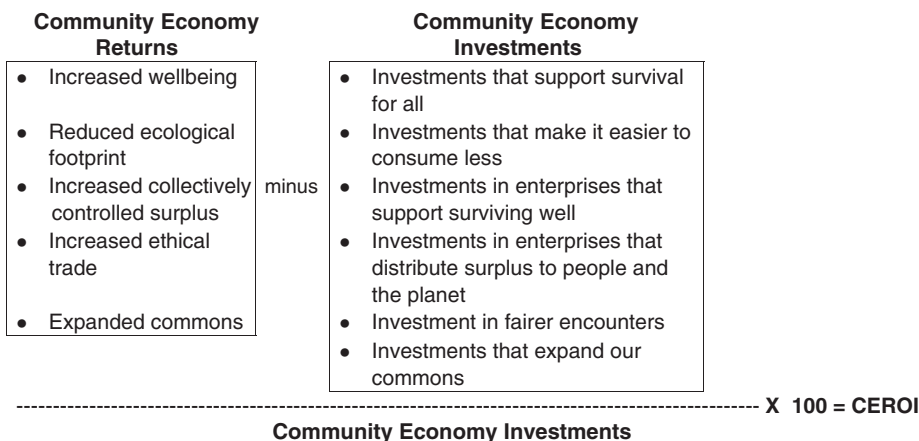 Community Economy
Returns
● Increased wellbeing
● Reduced ecological
footprint
● Increased collectively
controlled surplus
● Increased ethical
trade
● Expanded commons
minus
Community Economy
Investments
● Investments that support survival
for all
● Investments that make it easier to
consume less
● Investments in enterprises that
support surviving well
● Investments in enterprises that
distribute surplus to people and
the planet
● Investment in fairer encounters
● Investments that expand our
commons
------------------------------------------------------------------------------------------------------ X 100 = CEROI
Community Economy Investments